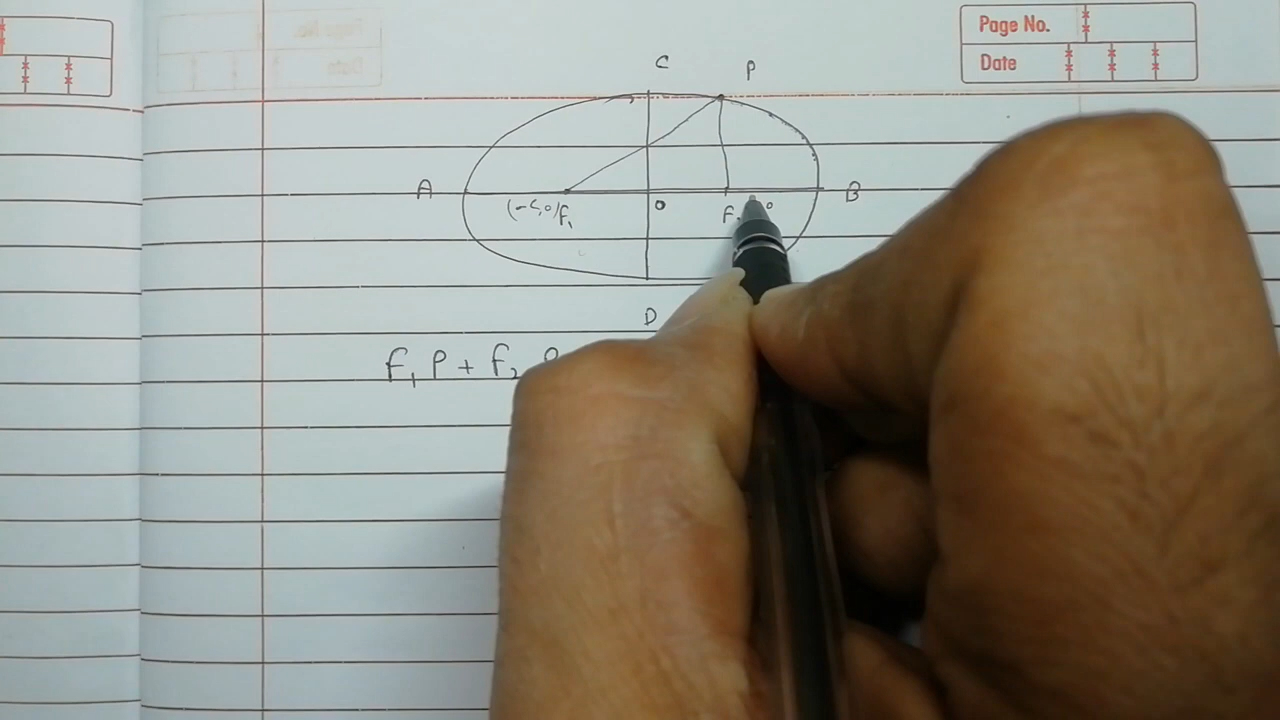 Page No.
Date
C P
A B
(-c,0)F₁ O F
D
F₁ P + F₂